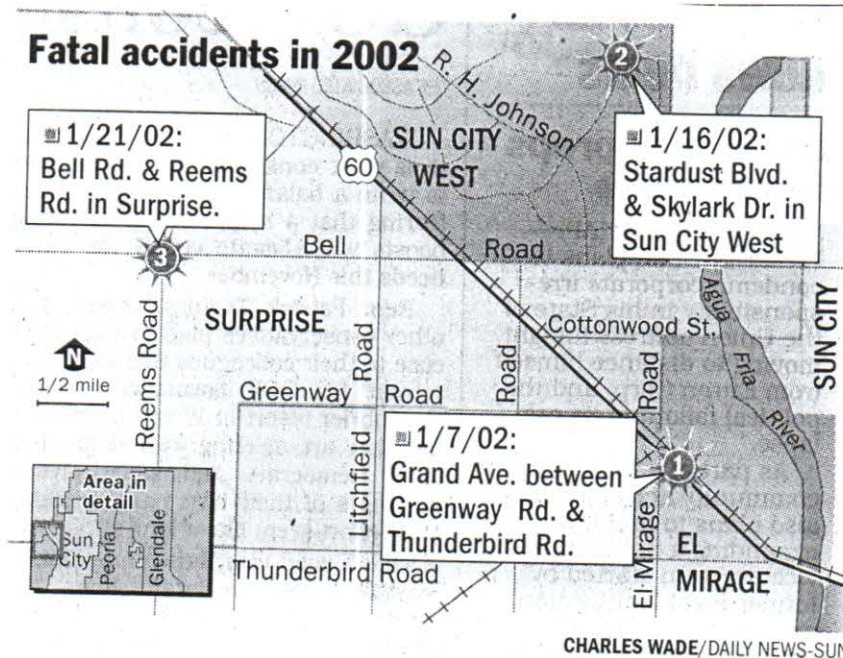 Fatal accidents in 2002
2
R. H. Johnson
1/21/02:
Bell Rd. & Reems
Rd. in Surprise.
SUN CITY
WEST
60
1/16/02:
Stardust Blvd.
& Skylark Dr. in
Sun City West
3
Bell Road
Reems Road
SURPRISE
Litchfield Road
Cottonwood St.
Agua Fria River
SUN CITY
N
1/2 mile
Greenway Road
Road
El Mirage Road
1/7/02:
Grand Ave. between
Greenway Rd. &
Thunderbird Rd.
1
Area in
detail
Sun
City
Peoria
Glendale
Thunderbird Road
EL
MIRAGE
CHARLES WADE/DAILY NEWS-SUN